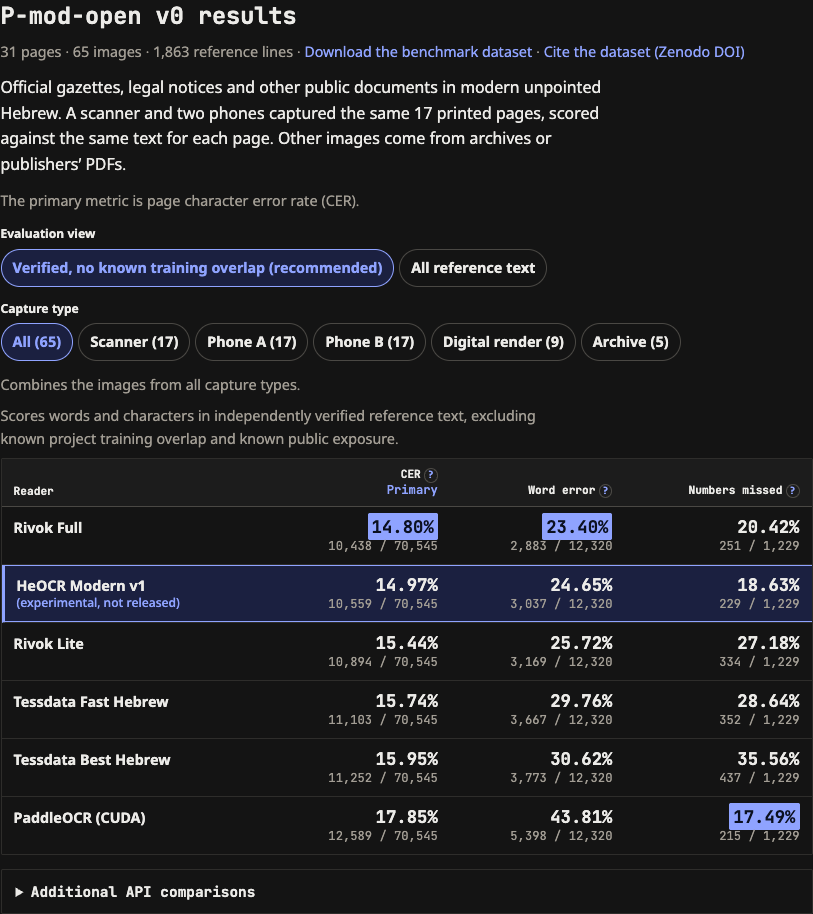 P-mod-open v0 results
31 pages · 65 images · 1,863 reference lines · Download the benchmark dataset · Cite the dataset (Zenodo DOI)
Official gazettes, legal notices and other public documents in modern unpointed
Hebrew. A scanner and two phones captured the same 17 printed pages, scored
against the same text for each page. Other images come from archives or
publishers’ PDFs.
The primary metric is page character error rate (CER).
Evaluation view
Verified, no known training overlap (recommended) All reference text
Capture type
All (65) Scanner (17) Phone A (17) Phone B (17) Digital render (9) Archive (5)
Combines the images from all capture types.
Scores words and characters in independently verified reference text, excluding
known project training overlap and known public exposure.
CER ?
Reader Primary Word error ? Numbers missed ?
Rivok Full 14.80% 23.40% 20.42%
10,438 / 70,545 2,883 / 12,320 251 / 1,229
HeOCR Modern v1 14.97% 24.65% 18.63%
(experimental, not released) 10,559 / 70,545 3,037 / 12,320 229 / 1,229
Rivok Lite 15.44% 25.72% 27.18%
10,894 / 70,545 3,169 / 12,320 334 / 1,229
Tessdata Fast Hebrew 15.74% 29.76% 28.64%
11,103 / 70,545 3,667 / 12,320 352 / 1,229
Tessdata Best Hebrew 15.95% 30.62% 35.56%
11,252 / 70,545 3,773 / 12,320 437 / 1,229
PaddleOCR (CUDA) 17.85% 43.81% 17.49%
12,589 / 70,545 5,398 / 12,320 215 / 1,229
▶ Additional API comparisons